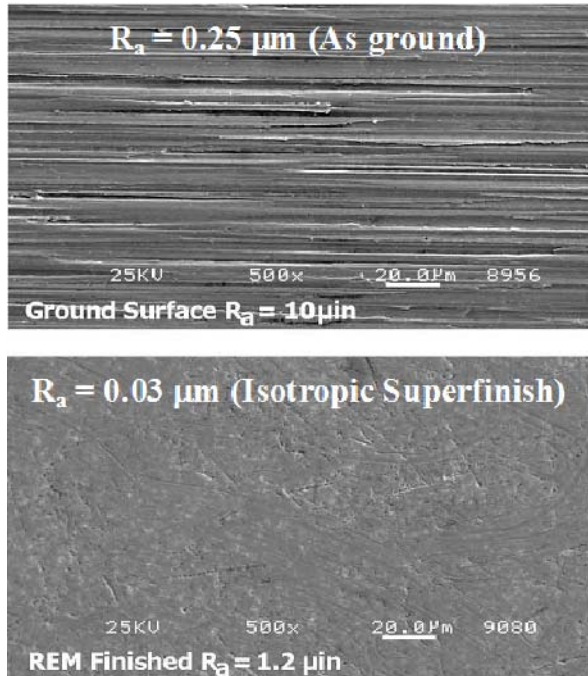 Ra = 0.25 μm (As ground)
25KV 500x 20.0μm 8956
Ground Surface Ra = 10μin
Ra = 0.03 μm (Isotropic Superfinish)
25KV 500x 20.0μm 9080
REM Finished Ra = 1.2 μin